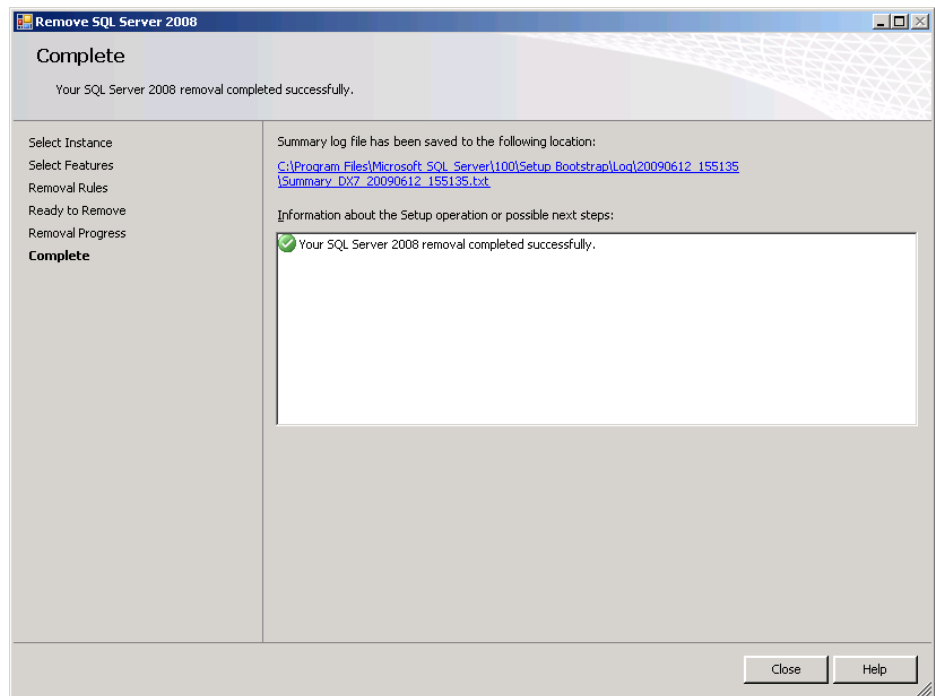 Remove SQL Server 2008
Complete
Your SQL Server 2008 removal completed successfully.
Select Instance
Select Features
Removal Rules
Ready to Remove
Removal Progress
Complete
Summary log file has been saved to the following location:
C:\Program Files\Microsoft SQL Server\100\Setup Bootstrap\Log\20090612_155135
\Summary_DX7_20090612_155135.txt
Information about the Setup operation or possible next steps:
Your SQL Server 2008 removal completed successfully.
Close
Help